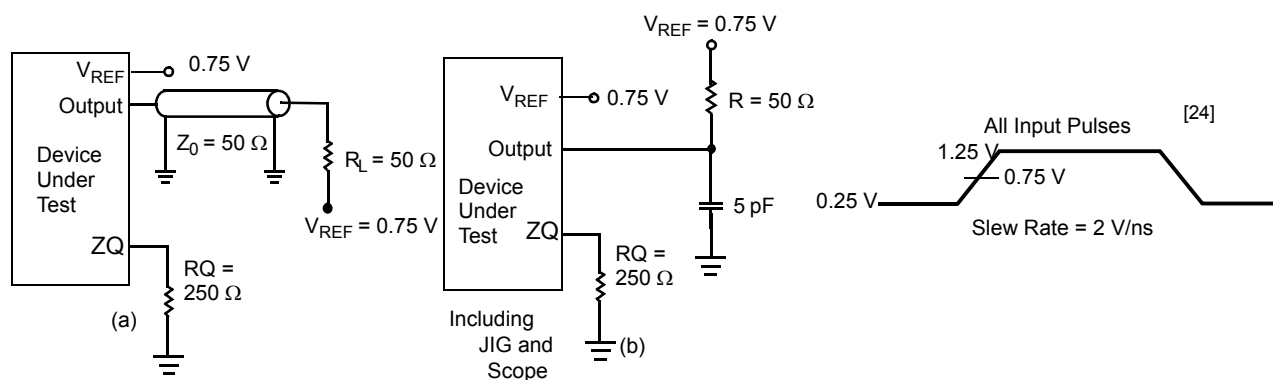 V_REF 0.75 V
Output
Z_0 = 50 Ω
Device
Under
Test
R_L = 50 Ω
V_REF = 0.75 V
ZQ
RQ =
250 Ω
(a)
V_REF = 0.75 V
V_REF 0.75 V
R = 50 Ω
Output
Device
Under
Test
5 pF
ZQ
RQ =
250 Ω
Including
JIG and
Scope
(b)
All Input Pulses [24]
1.25 V
0.75 V
0.25 V
Slew Rate = 2 V/ns